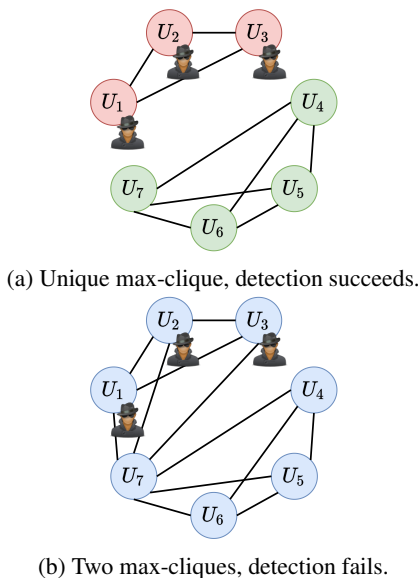 U2 U3
U1 U4
U7 U5
U6
(a) Unique max-clique, detection succeeds.
U2 U3
U1 U4
U7 U5
U6
(b) Two max-cliques, detection fails.